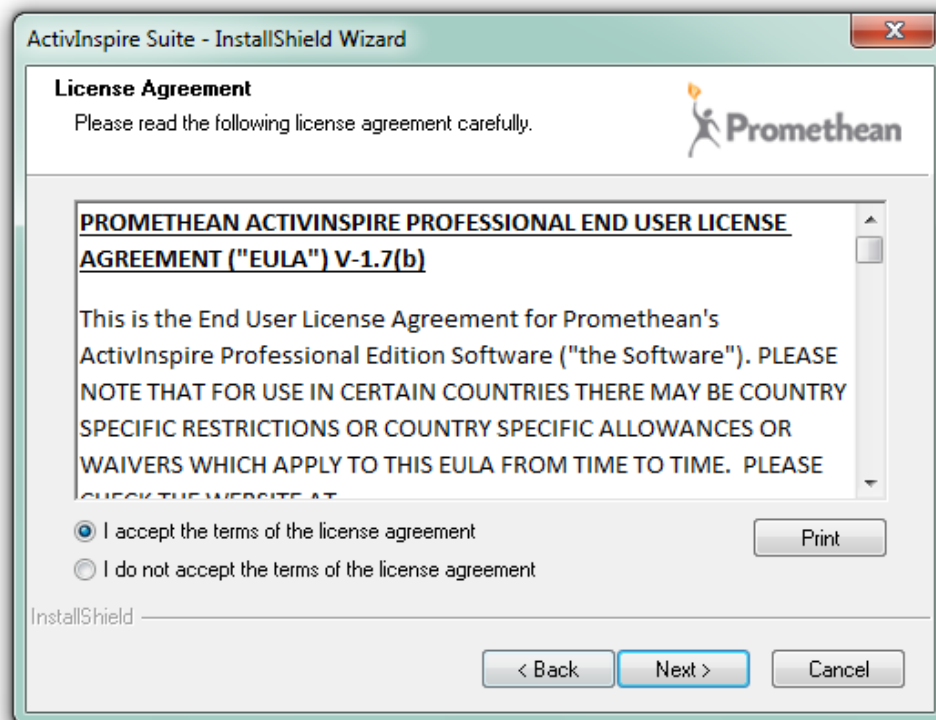 ActivInspire Suite - InstallShield Wizard
License Agreement
Please read the following license agreement carefully.
Promethean
PROMETHEAN ACTIVINSPIRE PROFESSIONAL END USER LICENSE
AGREEMENT ("EULA") V-1.7(b)
This is the End User License Agreement for Promethean's
ActivInspire Professional Edition Software ("the Software"). PLEASE
NOTE THAT FOR USE IN CERTAIN COUNTRIES THERE MAY BE COUNTRY
SPECIFIC RESTRICTIONS OR COUNTRY SPECIFIC ALLOWANCES OR
WAIVERS WHICH APPLY TO THIS EULA FROM TIME TO TIME.  PLEASE
CHECK THE WEBSITE AT
I accept the terms of the license agreement
Print
I do not accept the terms of the license agreement
InstallShield
< Back
Next >
Cancel